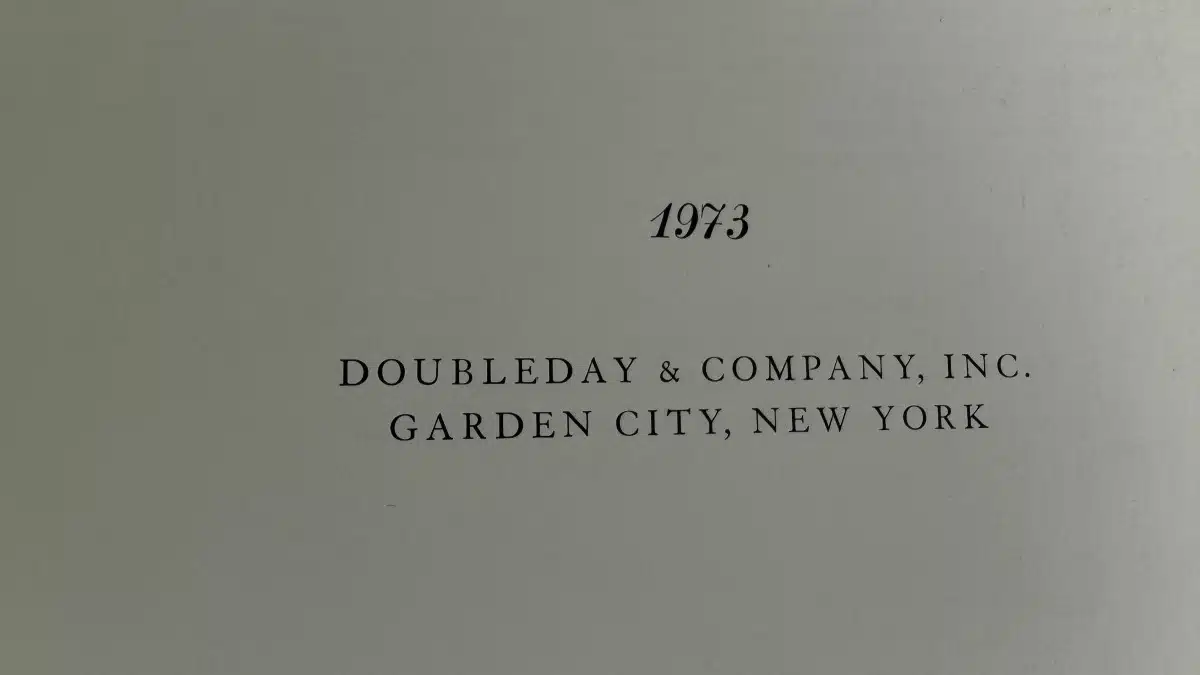 1973
DOUBLEDAY & COMPANY, INC.
GARDEN CITY, NEW YORK